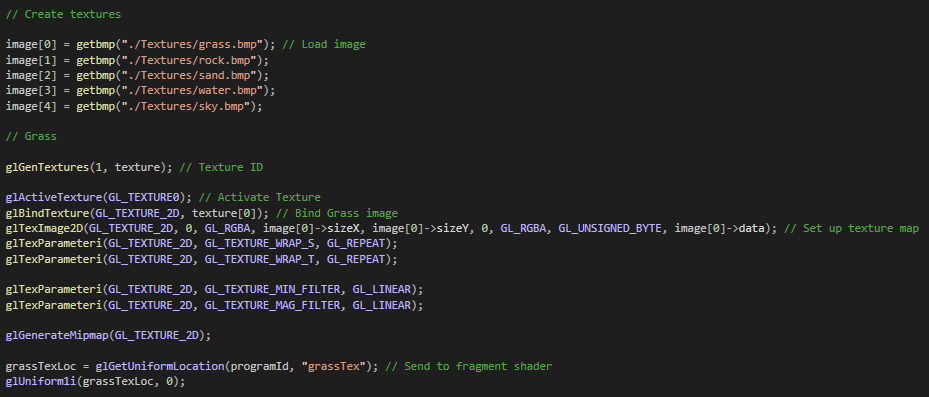 // Create textures
image[0] = getbmp("./Textures/grass.bmp"); // Load image
image[1] = getbmp("./Textures/rock.bmp");
image[2] = getbmp("./Textures/sand.bmp");
image[3] = getbmp("./Textures/water.bmp");
image[4] = getbmp("./Textures/sky.bmp");
// Grass
glGenTextures(1, texture); // Texture ID
glActiveTexture(GL_TEXTURE0); // Activate Texture
glBindTexture(GL_TEXTURE_2D, texture[0]); // Bind Grass image
glTexImage2D(GL_TEXTURE_2D, 0, GL_RGBA, image[0]->sizeX, image[0]->sizeY, 0, GL_RGBA, GL_UNSIGNED_BYTE, image[0]->data); // Set up texture map
glTexParameteri(GL_TEXTURE_2D, GL_TEXTURE_WRAP_S, GL_REPEAT);
glTexParameteri(GL_TEXTURE_2D, GL_TEXTURE_WRAP_T, GL_REPEAT);
glTexParameteri(GL_TEXTURE_2D, GL_TEXTURE_MIN_FILTER, GL_LINEAR);
glTexParameteri(GL_TEXTURE_2D, GL_TEXTURE_MAG_FILTER, GL_LINEAR);
glGenerateMipmap(GL_TEXTURE_2D);
grassTexLoc = glGetUniformLocation(programId, "grassTex"); // Send to fragment shader
glUniform1i(grassTexLoc, 0);